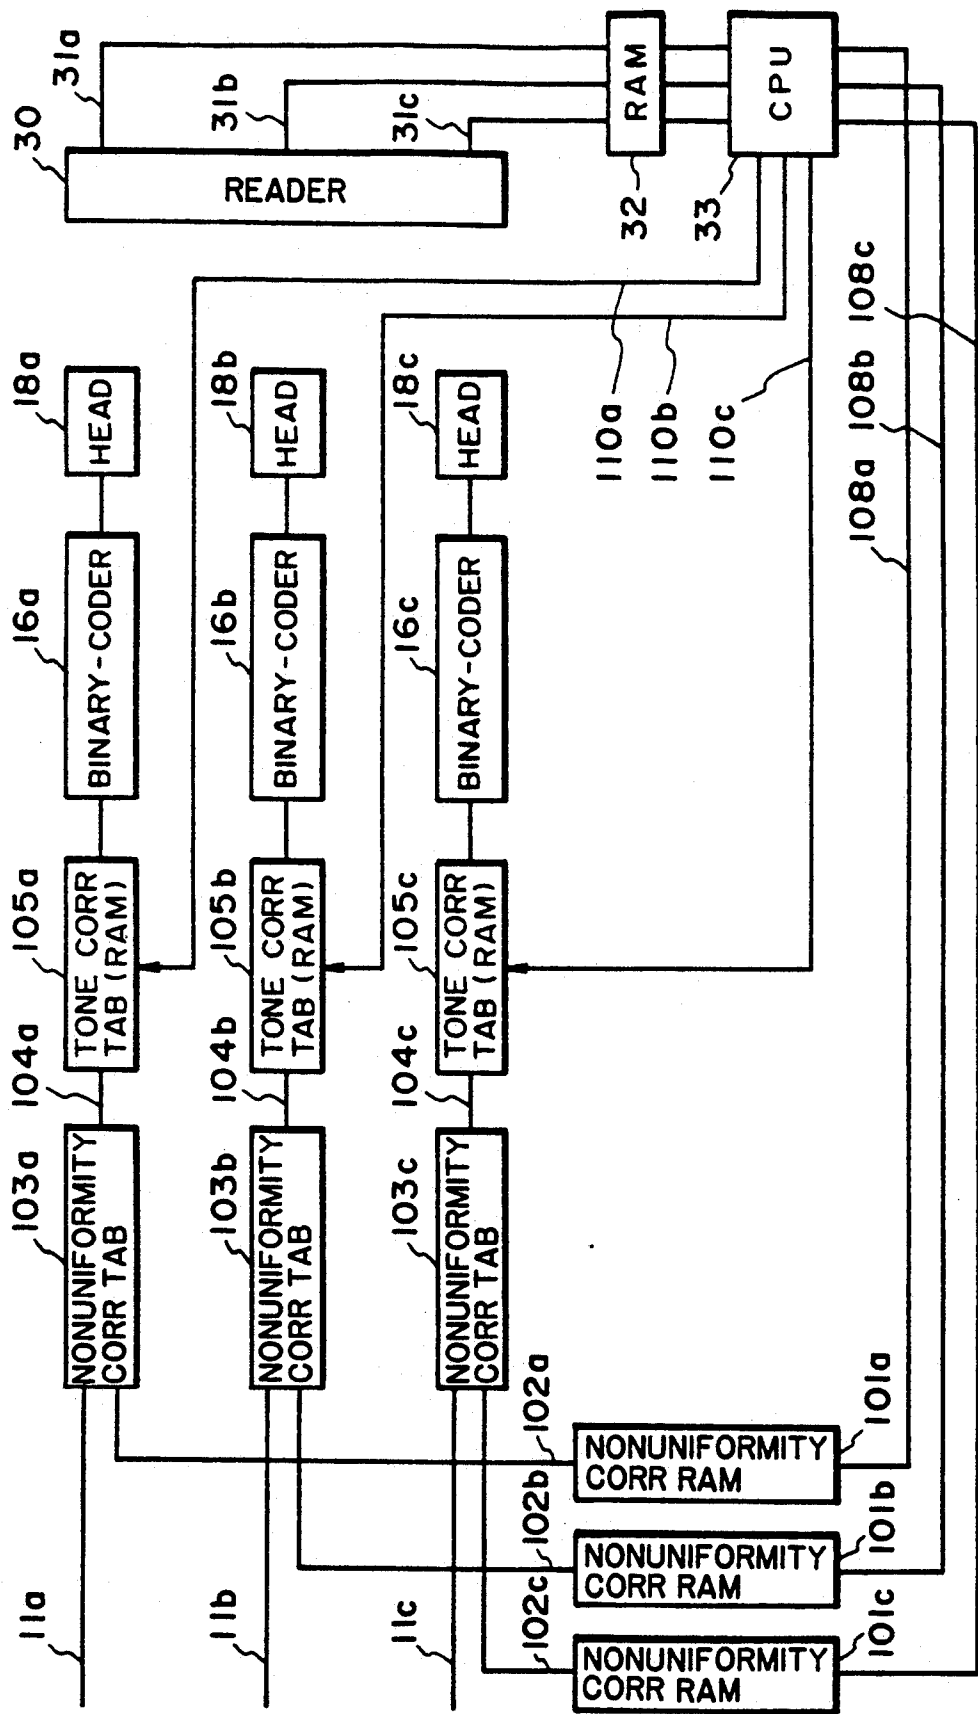 11a
103a
NONUNIFORMITY
CORR TAB
104a
105a
TONE CORR
TAB (RAM)
16a
BINARY-CODER
18a
HEAD
30
READER
31a
31b
31c
11b
103b
NONUNIFORMITY
CORR TAB
104b
105b
TONE CORR
TAB (RAM)
16b
BINARY-CODER
18b
HEAD
11c
103c
NONUNIFORMITY
CORR TAB
104c
105c
TONE CORR
TAB (RAM)
16c
BINARY-CODER
18c
HEAD
RAM
32
CPU
33
110a
110b
110c
102a
102b
102c
NONUNIFORMITY
CORR RAM
101a
NONUNIFORMITY
CORR RAM
101b
NONUNIFORMITY
CORR RAM
101c
108a
108b
108c